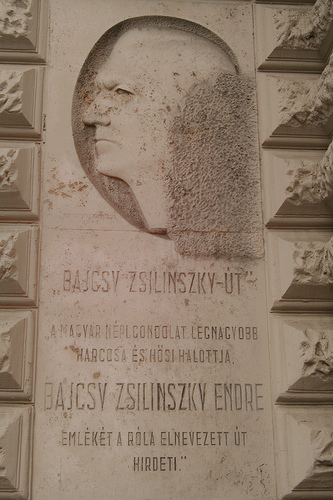 „BAJCSY ZSILINSZKY-ÚT"
A MAGYAR NÉPI GONDOLAT LEGNAGYOBB
HARCOSA ÉS HŐSI HALOTTJA,
BAJCSY ZSILINSZKY ENDRE
EMLÉKÉT A RÓLA ELNEVEZETT ÚT
HIRDETI."